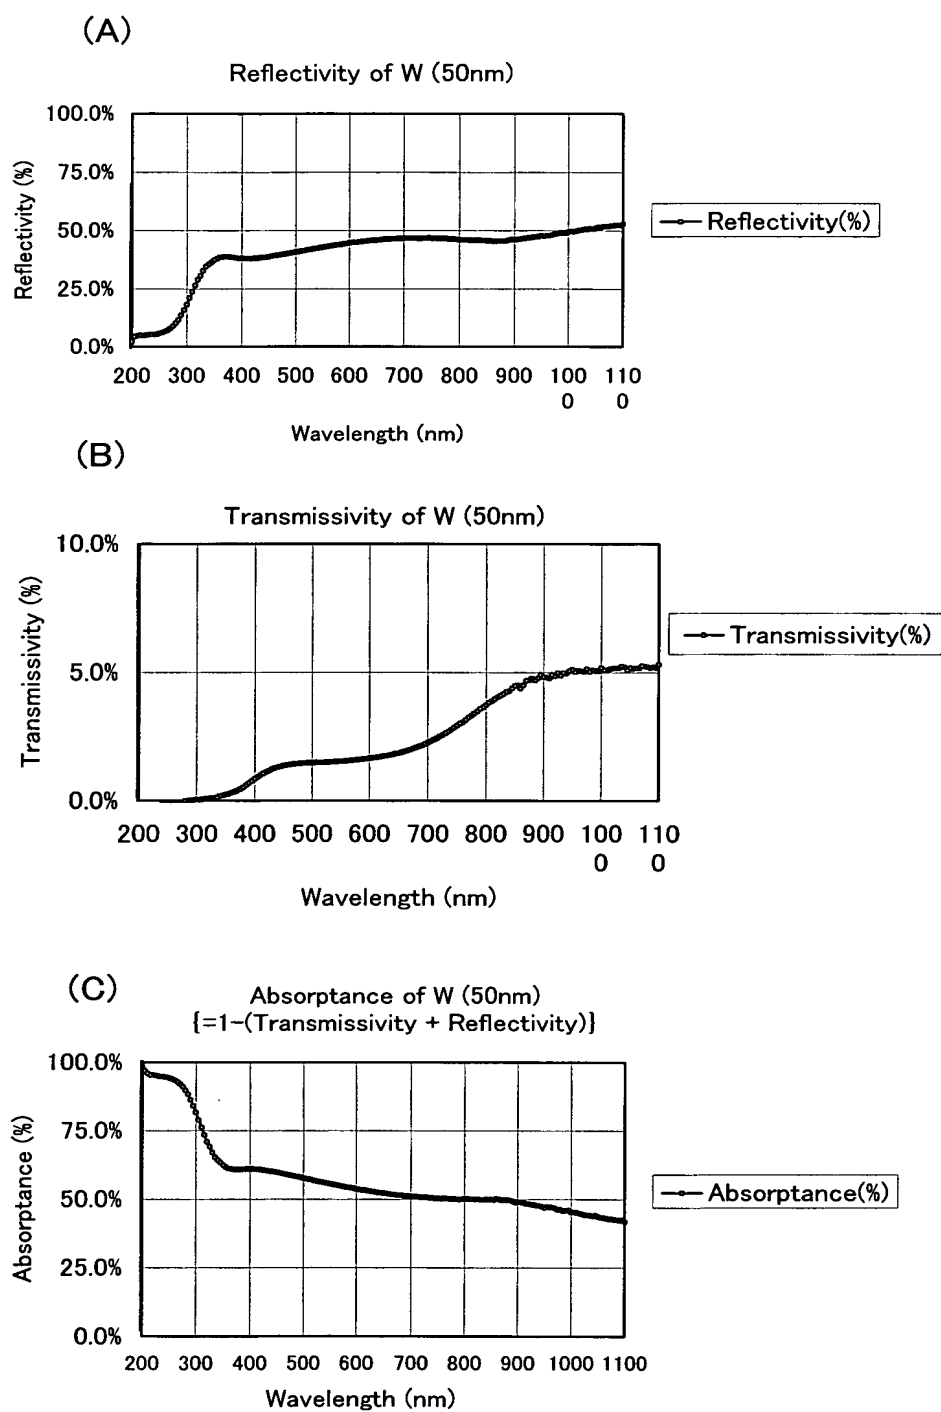 (A)
Reflectivity of W (50nm)
100.0%
75.0%
50.0%
25.0%
0.0%
Reflectivity (%)
200 300 400 500 600 700 800 900 100 110
0 0
Wavelength (nm)
Reflectivity(%)
(B)
Transmissivity of W (50nm)
10.0%
5.0%
0.0%
Transmissivity (%)
200 300 400 500 600 700 800 900 100 110
0 0
Wavelength (nm)
Transmissivity(%)
(C)
Absorptance of W (50nm)
{=1-(Transmissivity + Reflectivity)}
100.0%
75.0%
50.0%
25.0%
0.0%
Absorptance (%)
200 300 400 500 600 700 800 900 1000 1100
Wavelength (nm)
Absorptance(%)